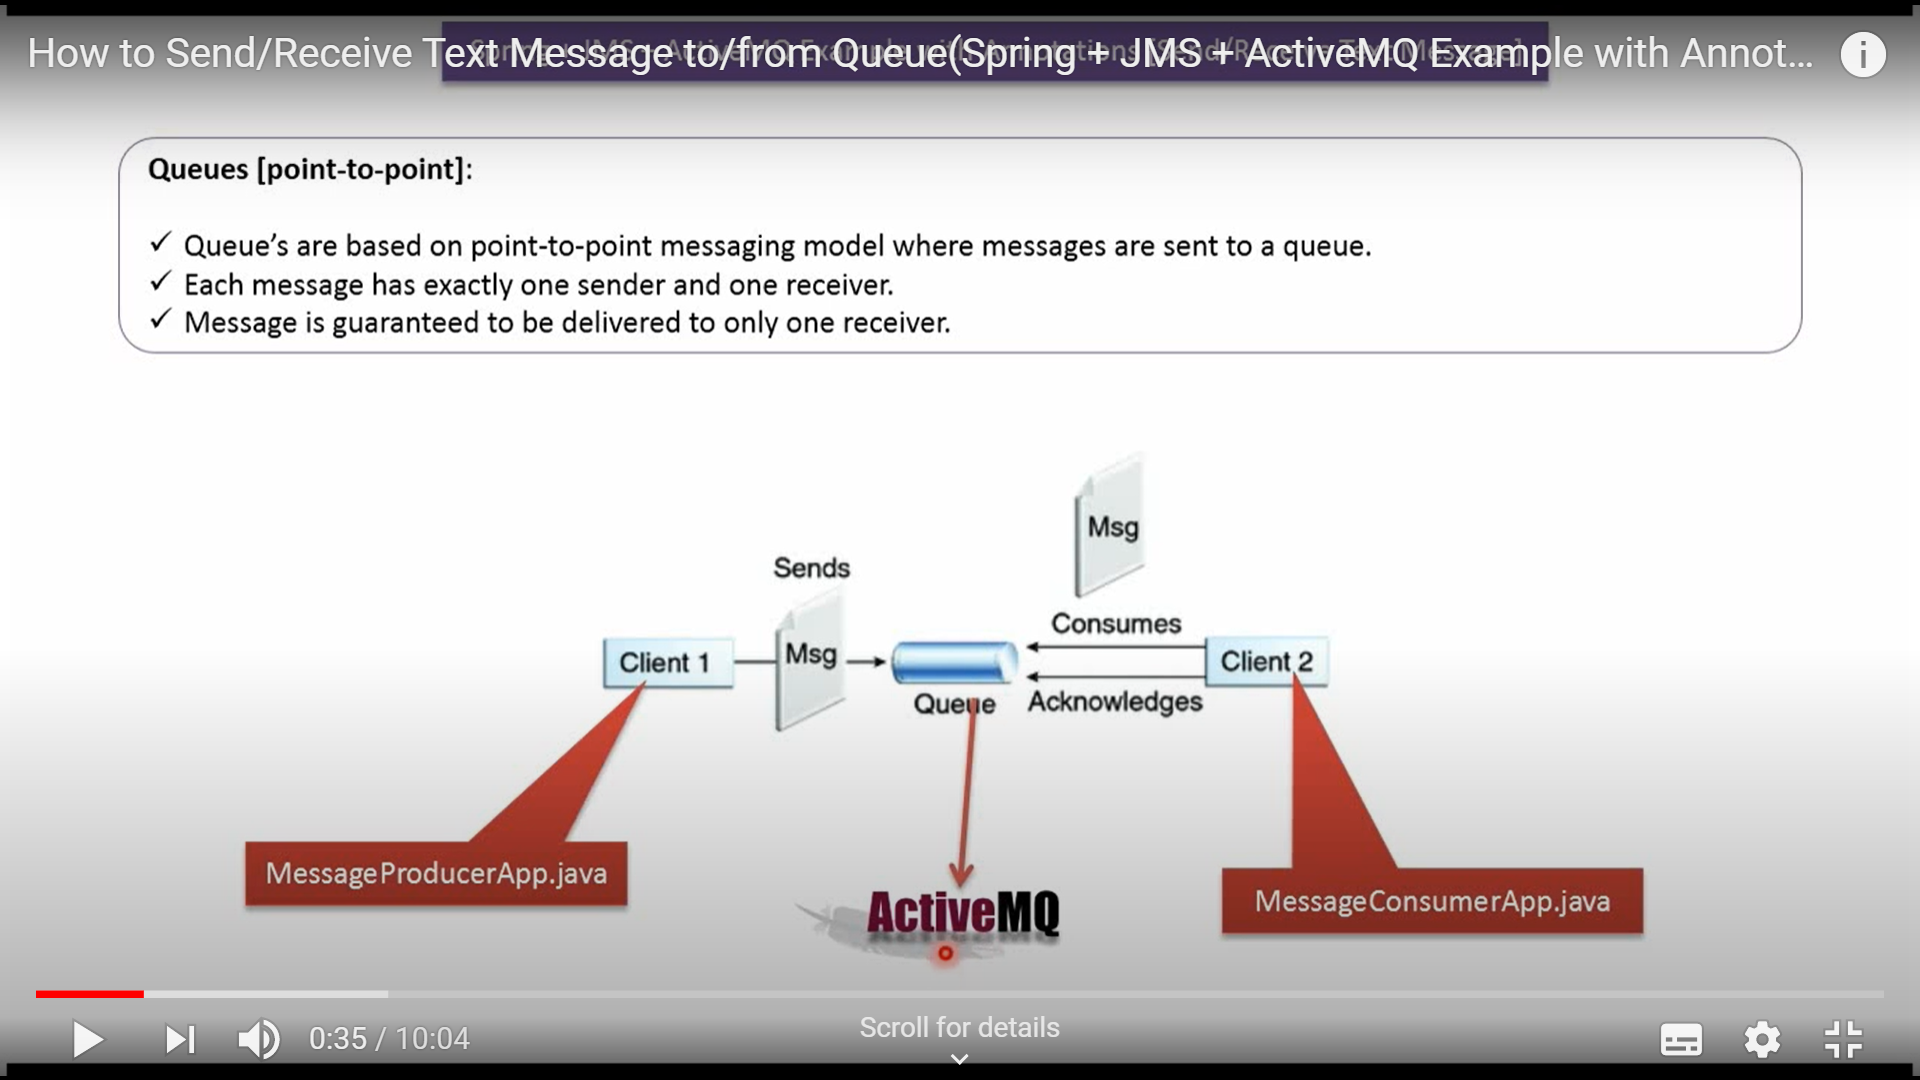 How to Send/Receive Text Message to/from Queue(Spring + JMS + ActiveMQ Example with Annot...
Queues [point-to-point]:
✓ Queue’s are based on point-to-point messaging model where messages are sent to a queue.
✓ Each message has exactly one sender and one receiver.
✓ Message is guaranteed to be delivered to only one receiver.
Msg
Sends
Consumes
Client 1
Msg
Client 2
Queue
Acknowledges
MessageProducerApp.java
ActiveMQ
MessageConsumerApp.java
0:35 / 10:04
Scroll for details